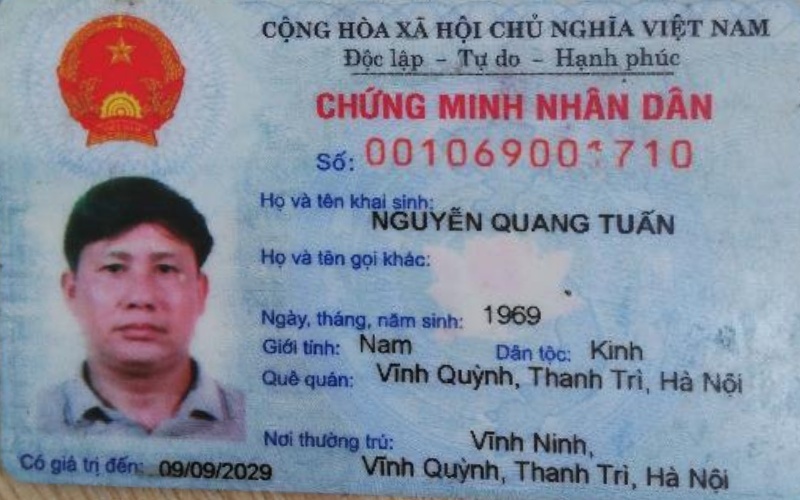 CỘNG HÒA XÃ HỘI CHỦ NGHĨA VIỆT NAM
Độc lập - Tự do - Hạnh phúc
CHỨNG MINH NHÂN DÂN
Số: 001069001710
Họ và tên khai sinh:
NGUYỄN QUANG TUẤN
Họ và tên gọi khác:
Ngày, tháng, năm sinh: 1969
Giới tính: Nam Dân tộc: Kinh
Quê quán: Vĩnh Quỳnh, Thanh Trì, Hà Nội
Nơi thường trú: Vĩnh Ninh,
Vĩnh Quỳnh, Thanh Trì, Hà Nội
Có giá trị đến: 09/09/2029